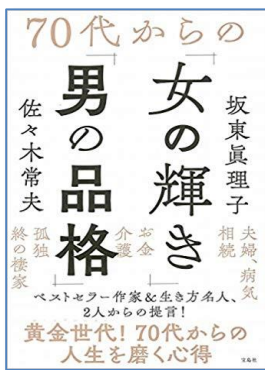 70代からの
「女の輝き」
「男の品格」
坂東眞理子
佐々木常夫
夫婦、病気
相続
お金
介護
孤独
終の棲家
ベストセラー作家&生き方名人、
2人からの提言!
黄金世代!70代からの
人生を磨く心得
宝島社